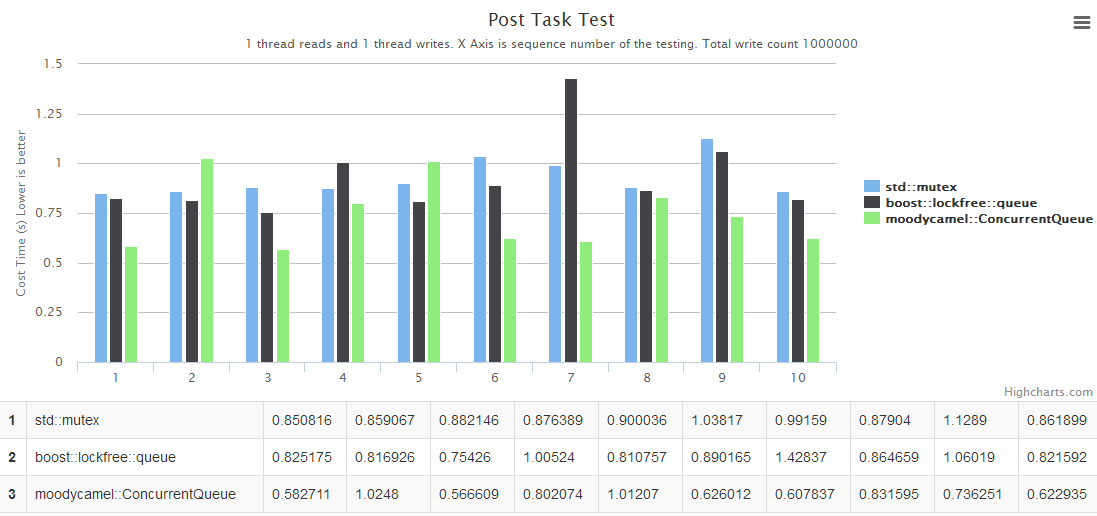 Post Task Test
1 thread reads and 1 thread writes. X Axis is sequence number of the testing. Total write count 1000000
Cost Time (s) Lower is better
1.5
1.25
1
0.75
0.5
0.25
0
1 2 3 4 5 6 7 8 9 10
std::mutex
boost::lockfree::queue
moodycamel::ConcurrentQueue
Highcharts.com
1 std::mutex 0.850816 0.859067 0.882146 0.876389 0.900036 1.03817 0.99159 0.87904 1.1289 0.861899
2 boost::lockfree::queue 0.825175 0.816926 0.75426 1.00524 0.810757 0.890165 1.42837 0.864659 1.06019 0.821592
3 moodycamel::ConcurrentQueue 0.582711 1.0248 0.566609 0.802074 1.01207 0.626012 0.607837 0.831595 0.736251 0.622935